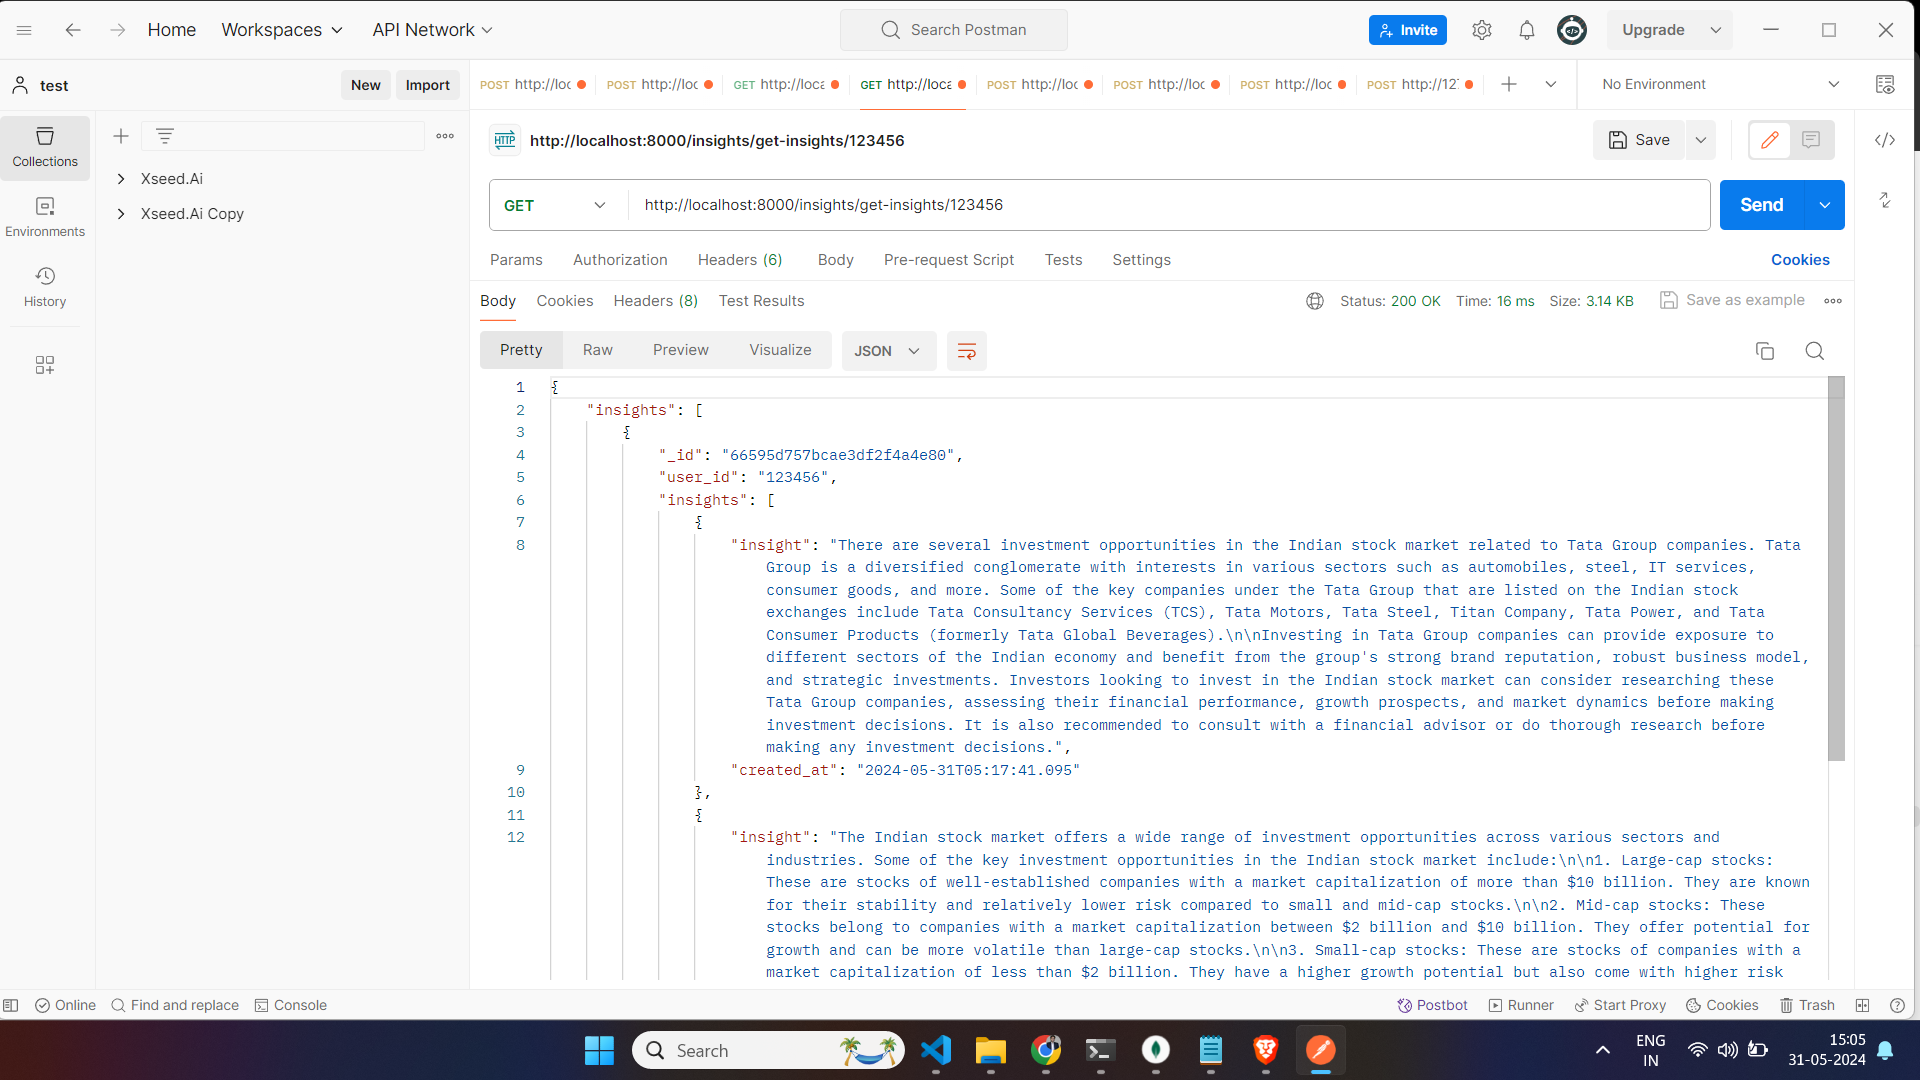 Home Workspaces API Network Search Postman Invite Upgrade
test New Import POST http://loc POST http://loc GET http://loca GET http://loca POST http://loc POST http://loc POST http://loc POST http://12 No Environment
HTTP http://localhost:8000/insights/get-insights/123456 Save
Collections
Xseed.Ai
Xseed.Ai Copy
Environments
History
GET http://localhost:8000/insights/get-insights/123456 Send
Params Authorization Headers (6) Body Pre-request Script Tests Settings Cookies
Body Cookies Headers (8) Test Results Status: 200 OK Time: 16 ms Size: 3.14 KB Save as example
Pretty Raw Preview Visualize JSON
1 {
2 "insights": [
3 {
4 "_id": "66595d757bcae3df2f4a4e80",
5 "user_id": "123456",
6 "insights": [
7 {
8 "insight": "There are several investment opportunities in the Indian stock market related to Tata Group companies. Tata
Group is a diversified conglomerate with interests in various sectors such as automobiles, steel, IT services,
consumer goods, and more. Some of the key companies under the Tata Group that are listed on the Indian stock
exchanges include Tata Consultancy Services (TCS), Tata Motors, Tata Steel, Titan Company, Tata Power, and Tata
Consumer Products (formerly Tata Global Beverages).\n\nInvesting in Tata Group companies can provide exposure to
different sectors of the Indian economy and benefit from the group's strong brand reputation, robust business model,
and strategic investments. Investors looking to invest in the Indian stock market can consider researching these
Tata Group companies, assessing their financial performance, growth prospects, and market dynamics before making
investment decisions. It is also recommended to consult with a financial advisor or do thorough research before
making any investment decisions.",
9 "created_at": "2024-05-31T05:17:41.095"
10 },
11 {
12 "insight": "The Indian stock market offers a wide range of investment opportunities across various sectors and
industries. Some of the key investment opportunities in the Indian stock market include:\n\n1. Large-cap stocks:
These are stocks of well-established companies with a market capitalization of more than $10 billion. They are known
for their stability and relatively lower risk compared to small and mid-cap stocks.\n\n2. Mid-cap stocks: These
stocks belong to companies with a market capitalization between $2 billion and $10 billion. They offer potential for
growth and can be more volatile than large-cap stocks.\n\n3. Small-cap stocks: These are stocks of companies with a
market capitalization of less than $2 billion. They have a higher growth potential but also come with higher risk
Online Find and replace Console Postbot Runner Start Proxy Cookies Trash
Search ENG 15:05
IN 31-05-2024